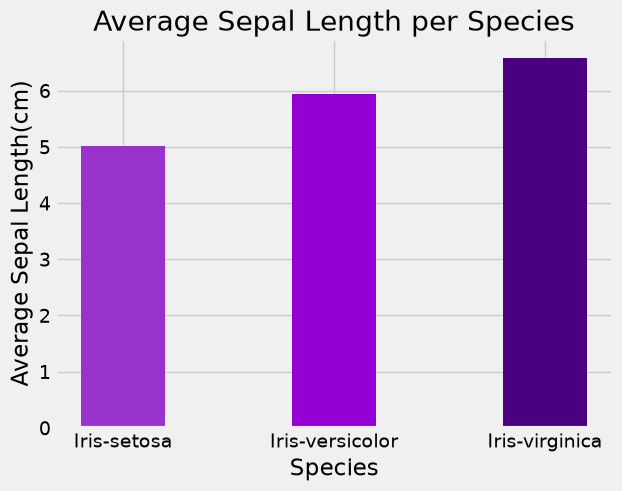 Average Sepal Length per Species
Average Sepal Length(cm)
6
5
4
3
2
1
0
Iris-setosa
Iris-versicolor
Iris-virginica
Species